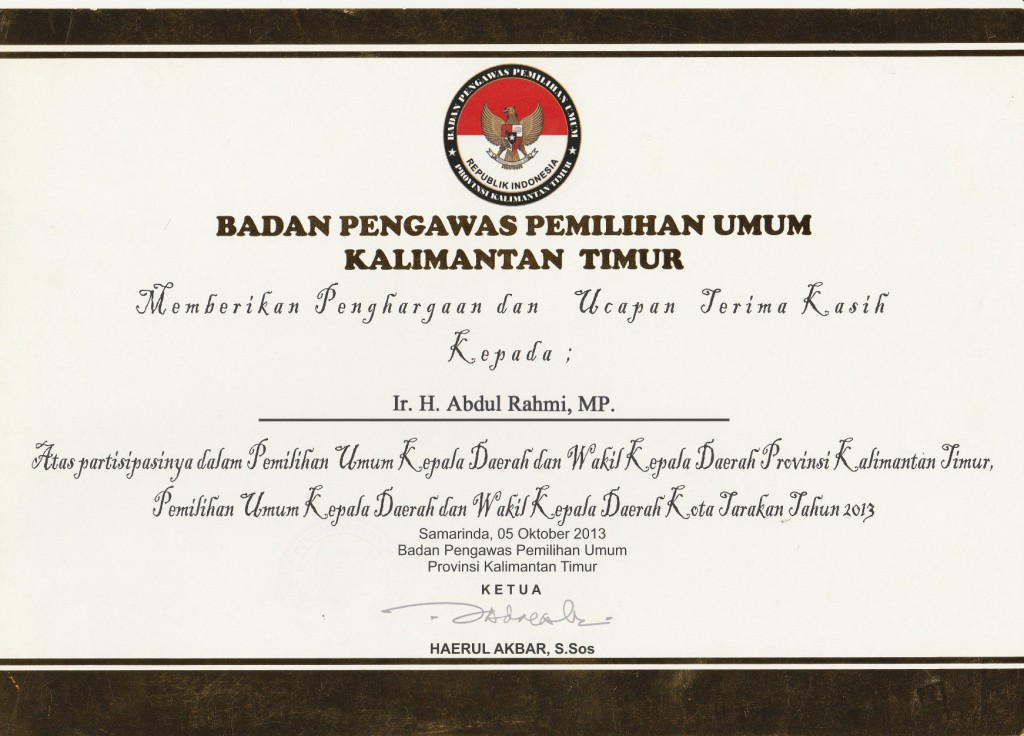 BADAN PENGAWAS PEMILIHAN UMUM
REPUBLIK INDONESIA
PROVINSI KALIMANTAN TIMUR
BADAN PENGAWAS PEMILIHAN UMUM
KALIMANTAN TIMUR
Memberikan Penghargaan dan Ucapan Terima Kasih
Kepada ;
Ir. H. Abdul Rahmi, MP.
Atas partisipasinya dalam Pemilihan Umum Kepala Daerah dan Wakil Kepala Daerah Provinsi Kalimantan Timur,
Pemilihan Umum Kepala Daerah dan Wakil Kepala Daerah Kota Tarakan Tahun 2013
Samarinda, 05 Oktober 2013
Badan Pengawas Pemilihan Umum
Provinsi Kalimantan Timur
KETUA
HAERUL AKBAR, S.Sos